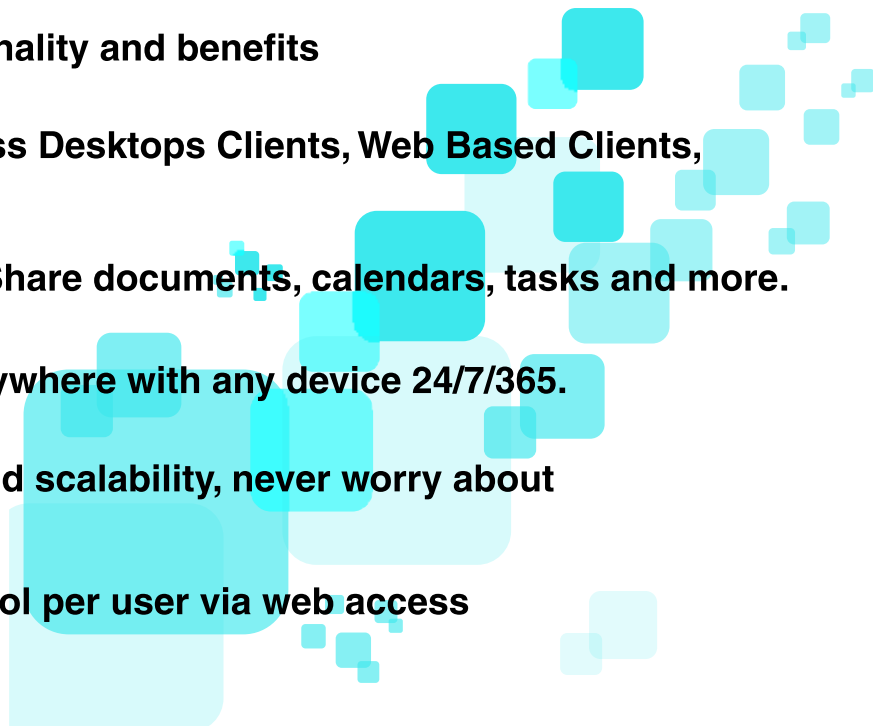 nality and benefits
ss Desktops Clients, Web Based Clients,
Share documents, calendars, tasks and more.
ywhere with any device 24/7/365.
d scalability, never worry about
ol per user via web access